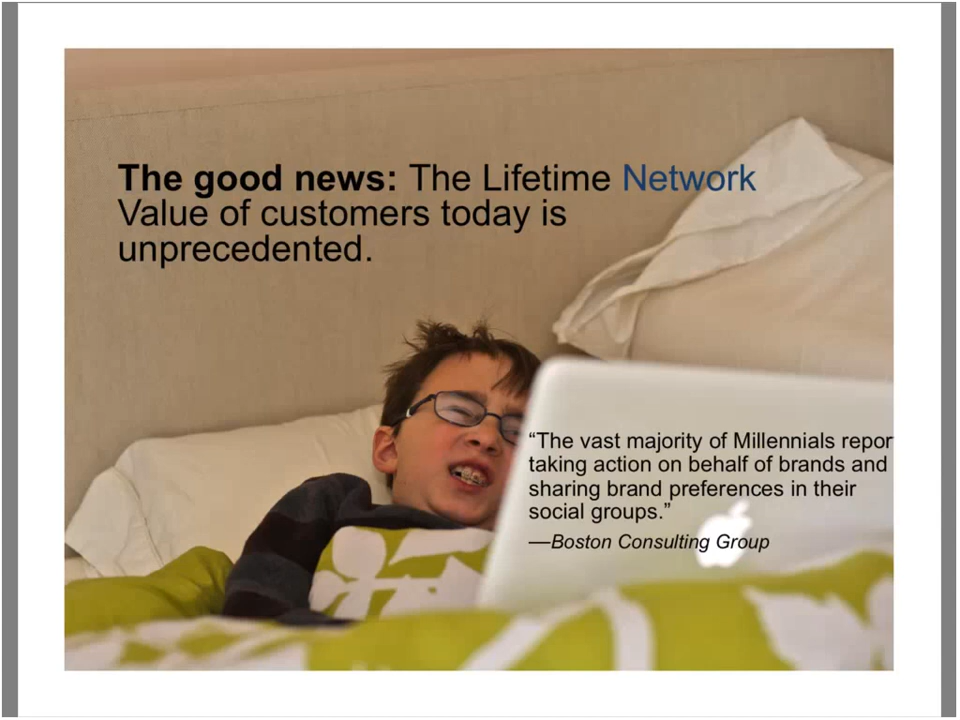 The good news: The Lifetime Network
Value of customers today is
unprecedented.
“The vast majority of Millennials repor
taking action on behalf of brands and
sharing brand preferences in their
social groups.”
—Boston Consulting Group